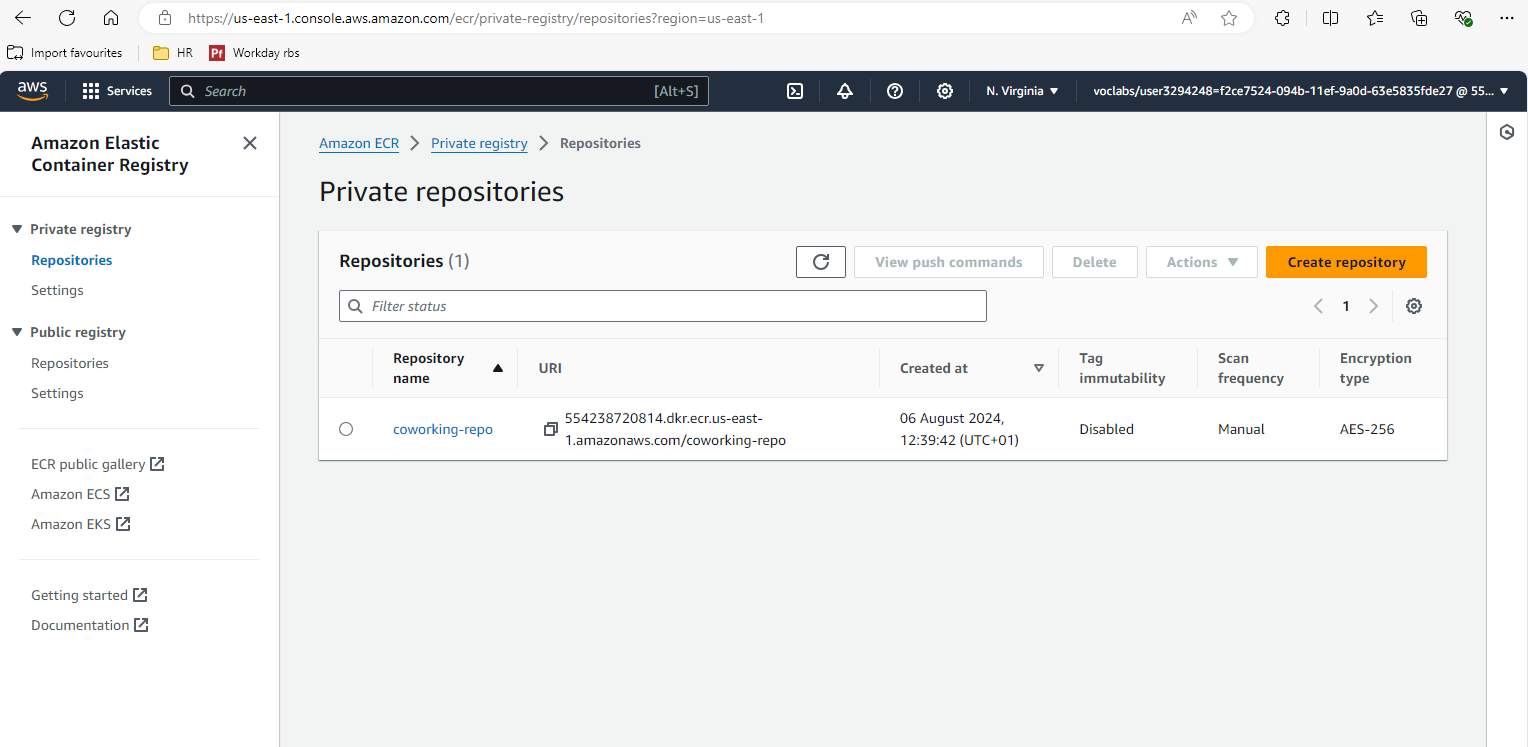 https://us-east-1.console.aws.amazon.com/ecr/private-registry/repositories?region=us-east-1
Import favourites
HR
Pf Workday rbs
aws
Services
Search
[Alt+S]
N. Virginia
voclabs/user3294248=f2ce7524-094b-11ef-9a0d-63e5835fde27 @ 55...
Amazon Elastic
Container Registry
Private registry
Repositories
Settings
Public registry
Repositories
Settings
ECR public gallery
Amazon ECS
Amazon EKS
Getting started
Documentation
Amazon ECR
Private registry
Repositories
Private repositories
Repositories (1)
View push commands
Delete
Actions
Create repository
Filter status
1
Repository
name
URI
Created at
Tag
immutability
Scan
frequency
Encryption
type
coworking-repo
554238720814.dkr.ecr.us-east-
1.amazonaws.com/coworking-repo
06 August 2024,
12:39:42 (UTC+01)
Disabled
Manual
AES-256